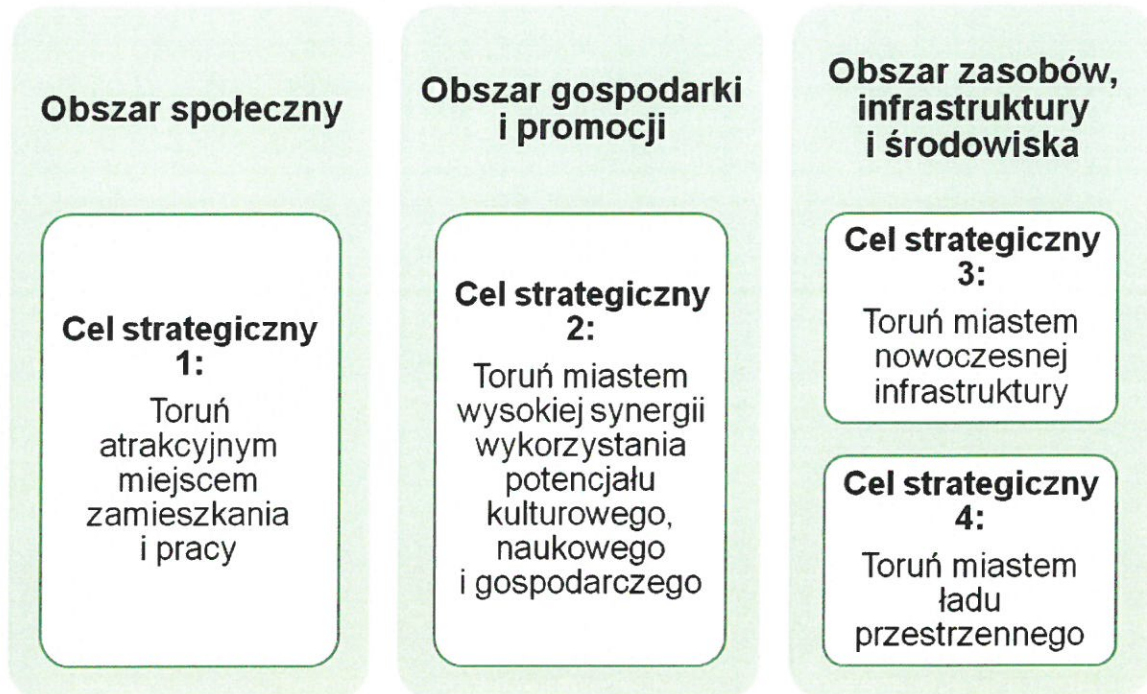 Obszar społeczny
Cel strategiczny
1:
Toruń
atrakcyjnym
miejscem
zamieszkania
i pracy
Obszar gospodarki
i promocji
Cel strategiczny
2:
Toruń miastem
wysokiej synergii
wykorzystania
potencjału
kulturowego,
naukowego
i gospodarczego
Obszar zasobów,
infrastruktury
i środowiska
Cel strategiczny
3:
Toruń miastem
nowoczesnej
infrastruktury
Cel strategiczny
4:
Toruń miastem
ładu
przestrzennego